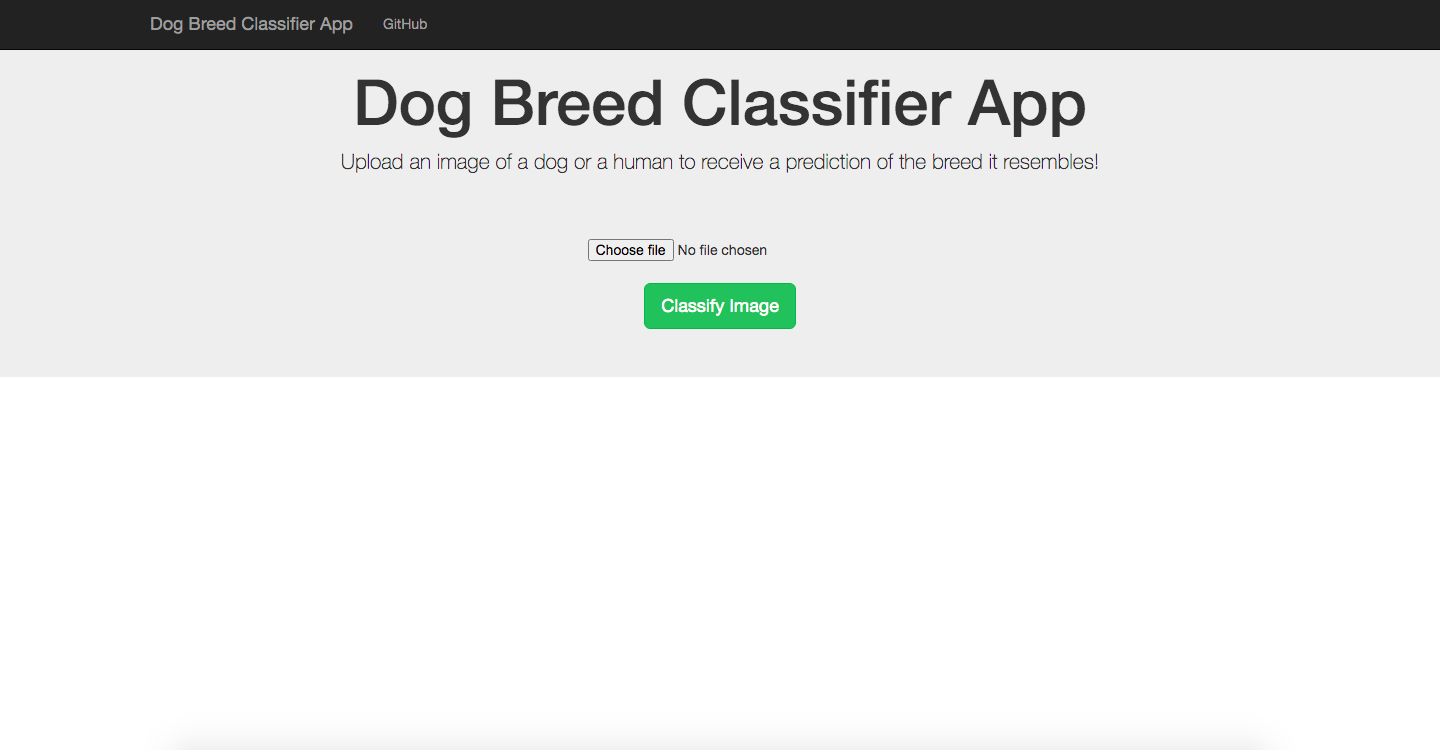 Dog Breed Classifier App GitHub
Dog Breed Classifier App
Upload an image of a dog or a human to receive a prediction of the breed it resembles!
Choose file No file chosen
Classify Image